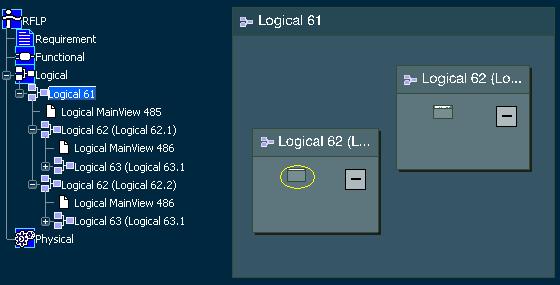 RFLP
Requirement
Functional
Logical
Logical 61
Logical MainView 485
Logical 62 (Logical 62.1)
Logical MainView 486
Logical 63 (Logical 63.1
Logical 62 (Logical 62.2)
Logical MainView 486
Logical 63 (Logical 63.1
Physical
Logical 61
Logical 62 (Lo...
Logical 62 (L...